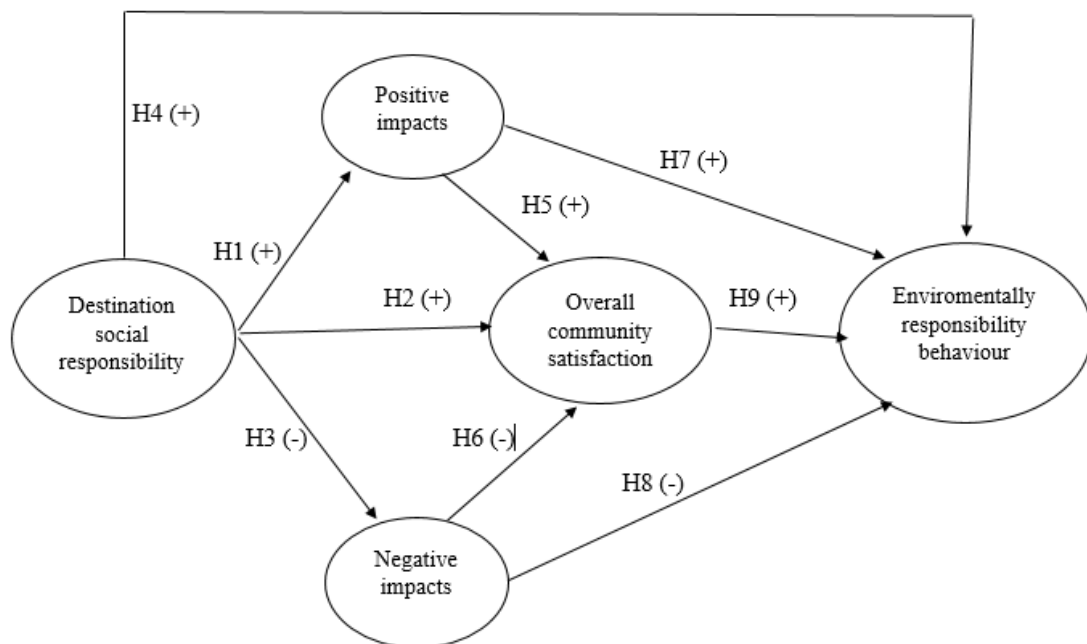 H4 (+)
Positive
impacts
H7 (+)
H5 (+)
H1 (+)
Destination
social
responsibility
H2 (+)
Overall
community
satisfaction
H9 (+)
Enviromentally
responsibility
behaviour
H3 (-)
H6 (-)
H8 (-)
Negative
impacts